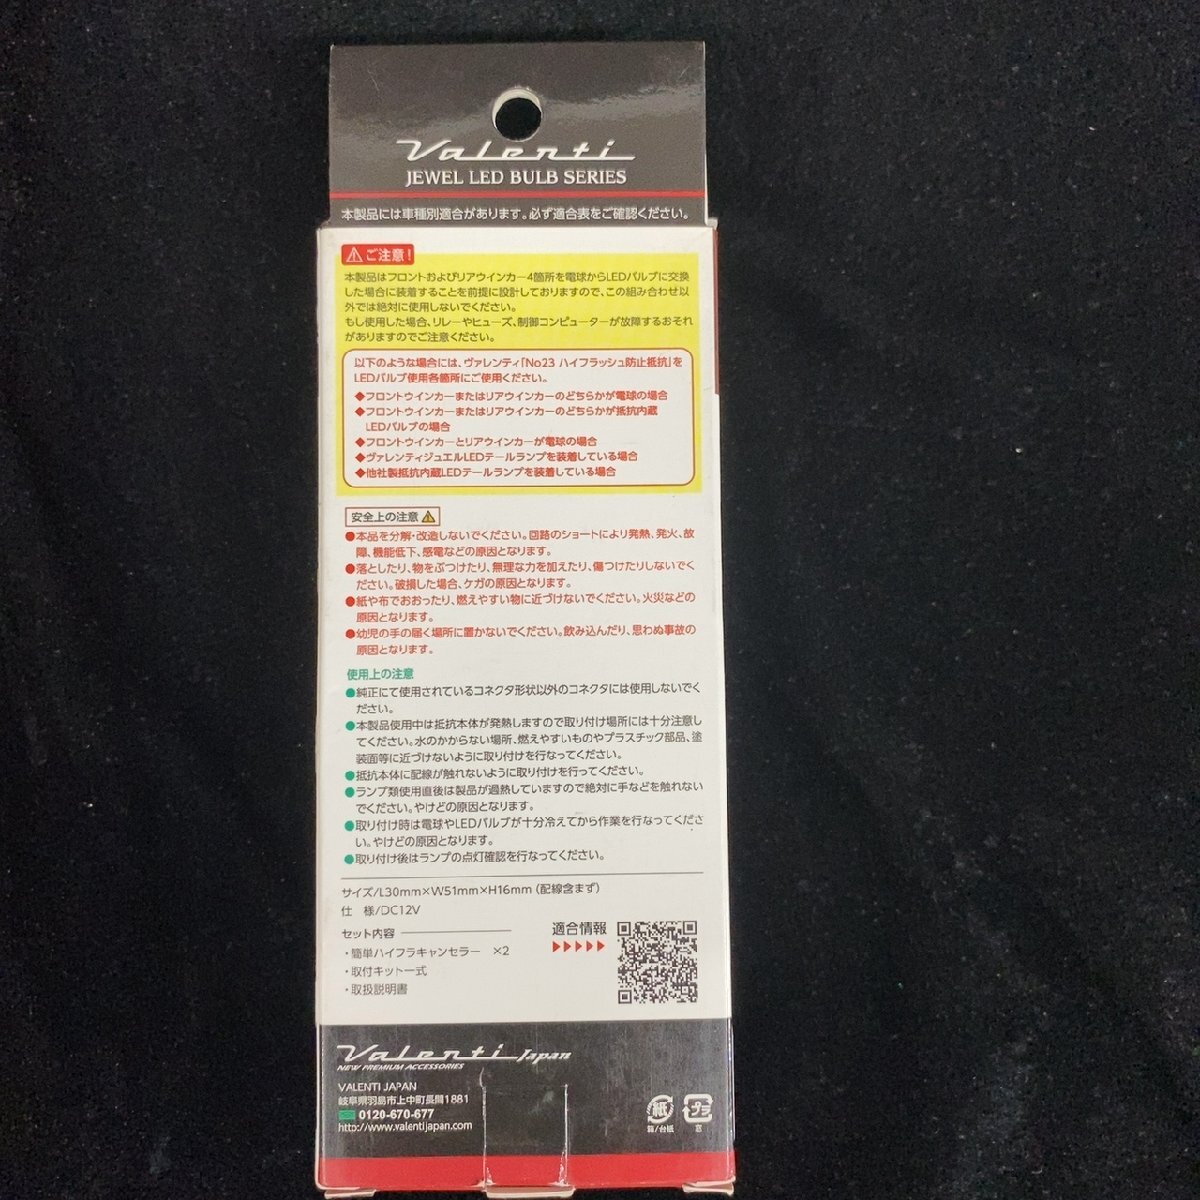 Valenti
JEWEL LED BULB SERIES
本製品には車種別適合があります。必ず適合表をご確認ください。
ご注意!
本製品はフロントおよびリアウインカー4箇所を電球からLEDバルブに交換
した場合に装着することを前提に設計しておりますので、この組み合わせ以
外では絶対に使用しないでください。
もし使用した場合、リレーやヒューズ、制御コンピューターが故障するおそれ
がありますのでご注意ください。
以下のような場合には、ヴァレンティ「No23 ハイフラッシュ防止抵抗」を
LEDバルブ使用各箇所にご使用ください。
◆フロントウインカーまたはリアウインカーのどちらかが電球の場合
◆フロントウインカーまたはリアウインカーのどちらかが抵抗内蔵
LEDバルブの場合
◆フロントウインカーとリアウインカーが電球の場合
◆ヴァレンティジュエルLEDテールランプを装着している場合
◆他社製抵抗内蔵LEDテールランプを装着している場合
安全上の注意
●本品を分解・改造しないでください。回路のショートにより発熱、発火、故
障、機能低下、感電などの原因となります。
●落としたり、物をぶつけたり、無理な力を加えたり、傷つけたりしないでく
ださい。破損した場合、ケガの原因となります。
●紙や布でおおったり、燃えやすい物に近づけないでください。火災などの
原因となります。
●幼児の手の届く場所に置かないでください。飲み込んだり、思わぬ事故の
原因となります。
使用上の注意
●純正にて使用されているコネクタ形状以外のコネクタには使用しないでく
ださい。
●本製品使用中は抵抗本体が発熱しますので取り付け場所には十分注意し
てください。水のかからない場所、燃えやすいものやプラスチック部品、塗
装面等に近づけないように取り付けを行なってください。
●抵抗本体に配線が触れないように取り付けを行ってください。
●ランプ類使用直後は製品が過熱していますので絶対に手などを触れない
でください。やけどの原因となります。
●取り付け時は電球やLEDバルブが十分冷えてから作業を行なってくださ
い。やけどの原因となります。
●取り付け後はランプの点灯確認を行なってください。
サイズ/L30mm×W51mm×H16mm (配線含まず)
仕 様/DC12V
セット内容
・簡単ハイフラキャンセラー ×2
・取付キット一式
・取扱説明書
適合情報
Valenti Japan
NEW PREMIUM ACCESSORIES
VALENTI JAPAN
岐阜県羽島市上中町長間1881
0120-670-677
http://www.valentijapan.com
紙
箱/台紙
プラ
窓